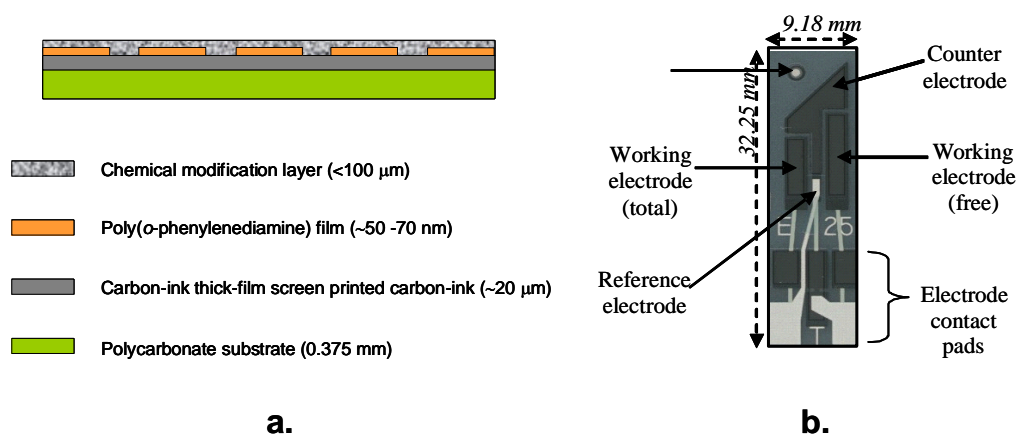 Chemical modification layer (<100 μm)
Poly(o-phenylenediamine) film (~50 -70 nm)
Carbon-ink thick-film screen printed carbon-ink (~20 μm)
Polycarbonate substrate (0.375 mm)
a.
9.18 mm
32.25 mm
Counter
electrode
Working
electrode
(total)
Working
electrode
(free)
E 25
Reference
electrode
Electrode
contact
pads
b.